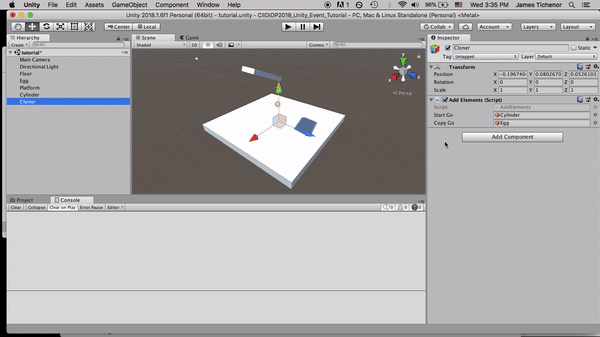 Unity File Edit Assets GameObject Component Window Help 96% Wed 3:35 PM James Tichenor
Unity 2018.1.6f1 Personal (64bit) - tutorial.unity - CIIDIOP2018_Unity_Event_Tutorial - PC, Mac & Linux Standalone (Personal) <Metal>
Center Local Collab Account Layers Layout
Hierarchy Scene Game Inspector
Create Shaded 2D Gizmos All
tutorial*
Main Camera
Directional Light
Floor
Egg
Platform
Cylinder
Cloner
y
Persp
Cloner Static
Tag Untagged Layer Default
Transform
Position X -0.196740 Y 0.0802670 Z 0.0526103
Rotation X 0 Y 0 Z 0
Scale X 1 Y 1 Z 1
Add Elements (Script)
Script AddElements
Start Go Cylinder
Copy Go Egg
Add Component
Project Console
Clear Collapse Clear on Play Error Pause Editor 0 0 0